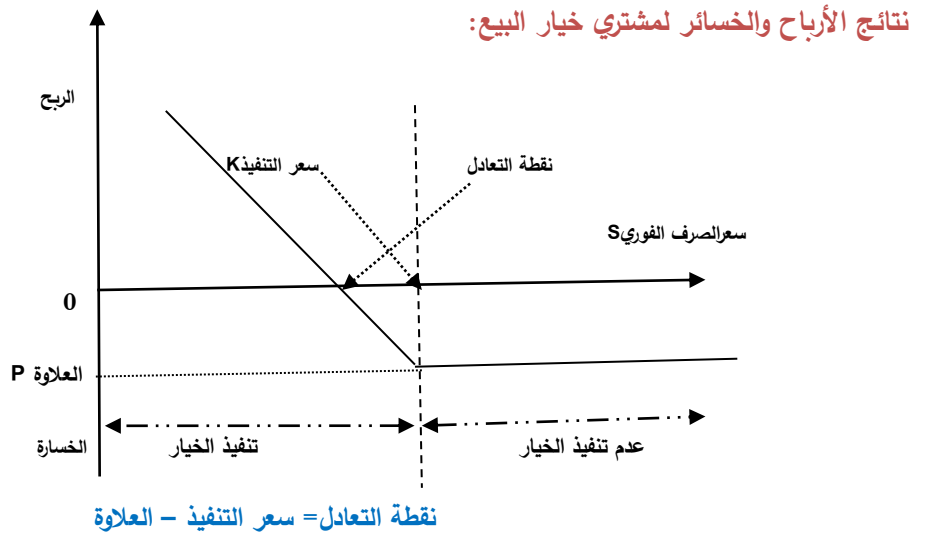 نتائج الأرباح والخسائر لمشتري خيار البيع:
الربح
نقطة التعادل
سعر التنفيذK
سعرالصرف الفوريS
0
العلاوة P
الخسارة
تنفيذ الخيار
عدم تنفيذ الخيار
نقطة التعادل= سعر التنفيذ – العلاوة